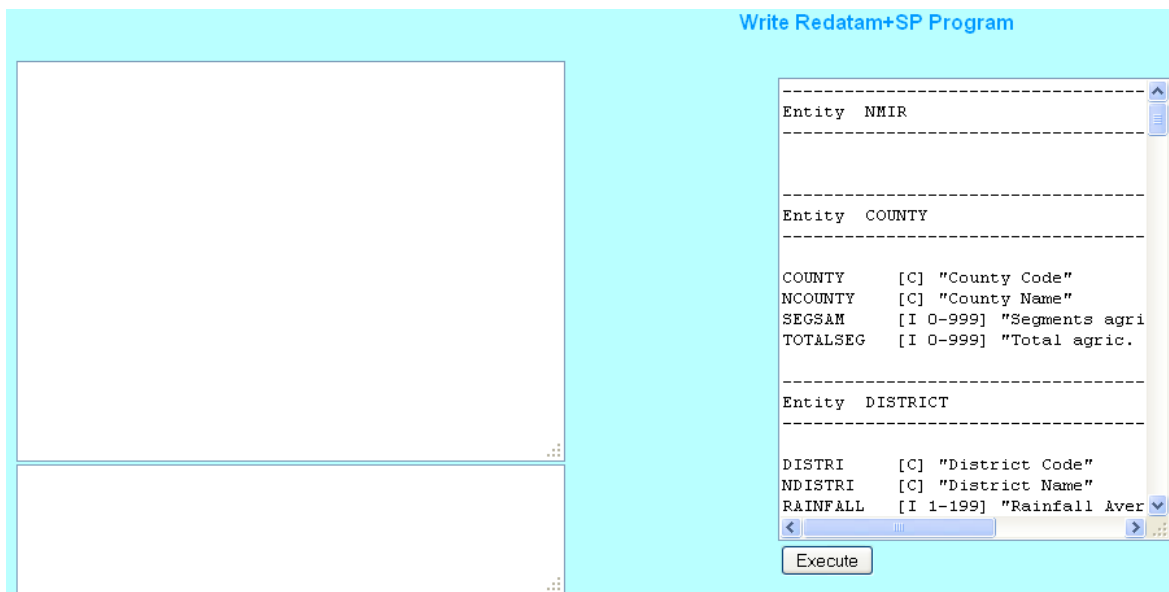 Write Redatam+SP Program
----------------------------------
Entity  NMIR
----------------------------------
----------------------------------
Entity  COUNTY
----------------------------------
COUNTY     [C] "County Code"
NCOUNTY    [C] "County Name"
SEGSAM     [I 0-999] "Segments agri
TOTALSEG   [I 0-999] "Total agric.
----------------------------------
Entity  DISTRICT
----------------------------------
DISTRI     [C] "District Code"
NDISTRI    [C] "District Name"
RAINFALL   [I 1-199] "Rainfall Aver
Execute